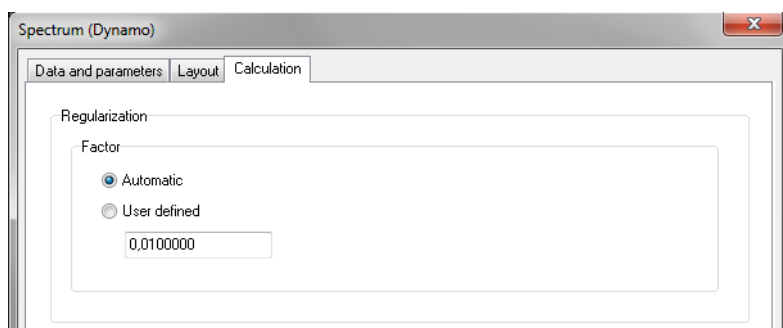 Spectrum (Dynamo)
Data and parameters
Layout
Calculation
Regularization
Factor
Automatic
User defined
0,0100000